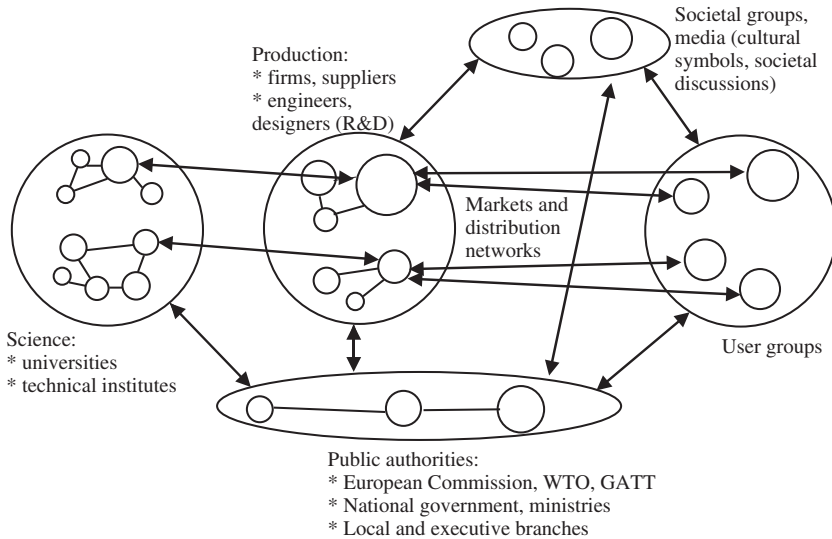 Societal groups,
media (cultural
symbols, societal
discussions)
Production:
* firms, suppliers
* engineers,
designers (R&D)
Markets and
distribution
networks
Science:
* universities
* technical institutes
User groups
Public authorities:
* European Commission, WTO, GATT
* National government, ministries
* Local and executive branches